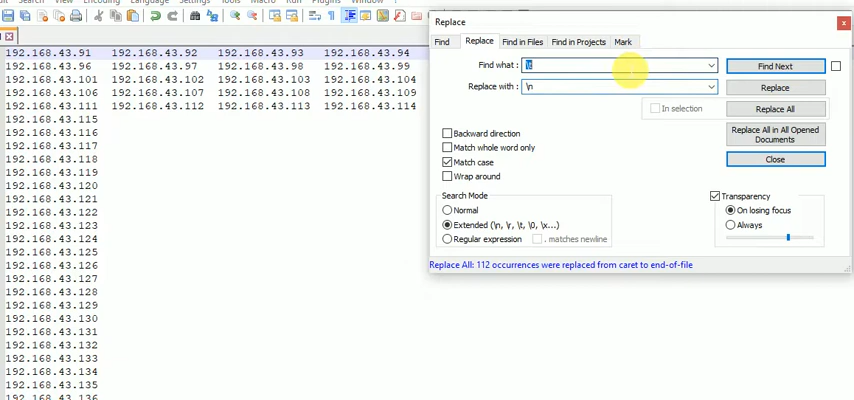 Search View Encoding Language Settings Tools Macro Run Plugins Window ?
Replace
x
192.168.43.91 192.168.43.92 192.168.43.93 192.168.43.94
192.168.43.96 192.168.43.97 192.168.43.98 192.168.43.99
192.168.43.101 192.168.43.102 192.168.43.103 192.168.43.104
192.168.43.106 192.168.43.107 192.168.43.108 192.168.43.109
192.168.43.111 192.168.43.112 192.168.43.113 192.168.43.114
192.168.43.115
192.168.43.116
192.168.43.117
192.168.43.118
192.168.43.119
192.168.43.120
192.168.43.121
192.168.43.122
192.168.43.123
192.168.43.124
192.168.43.125
192.168.43.126
192.168.43.127
192.168.43.128
192.168.43.129
192.168.43.130
192.168.43.131
192.168.43.132
192.168.43.133
192.168.43.134
192.168.43.135
192.168.43.136
Find Replace Find in Files Find in Projects Mark
Find what : \t
Find Next
Replace with : \n
Replace
In selection
Replace All
Replace All in All Opened
Documents
Close
Backward direction
Match whole word only
Match case
Wrap around
Search Mode
Normal
Extended (\n, \r, \t, \0, \x...)
Regular expression . matches newline
Transparency
On losing focus
Always
Replace All: 112 occurrences were replaced from caret to end-of-file